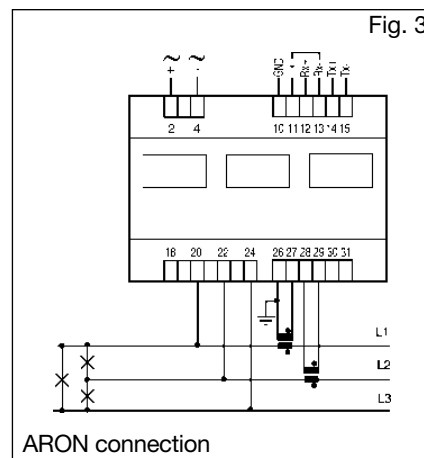 Fig. 3
+ ~
- ~
GND
*
Rx+
Rx-
Tx+
Tx-
2 4
10 11 12 13 14 15
18 20 22 24 26 27 28 29 30 31
L1
L2
L3
ARON connection